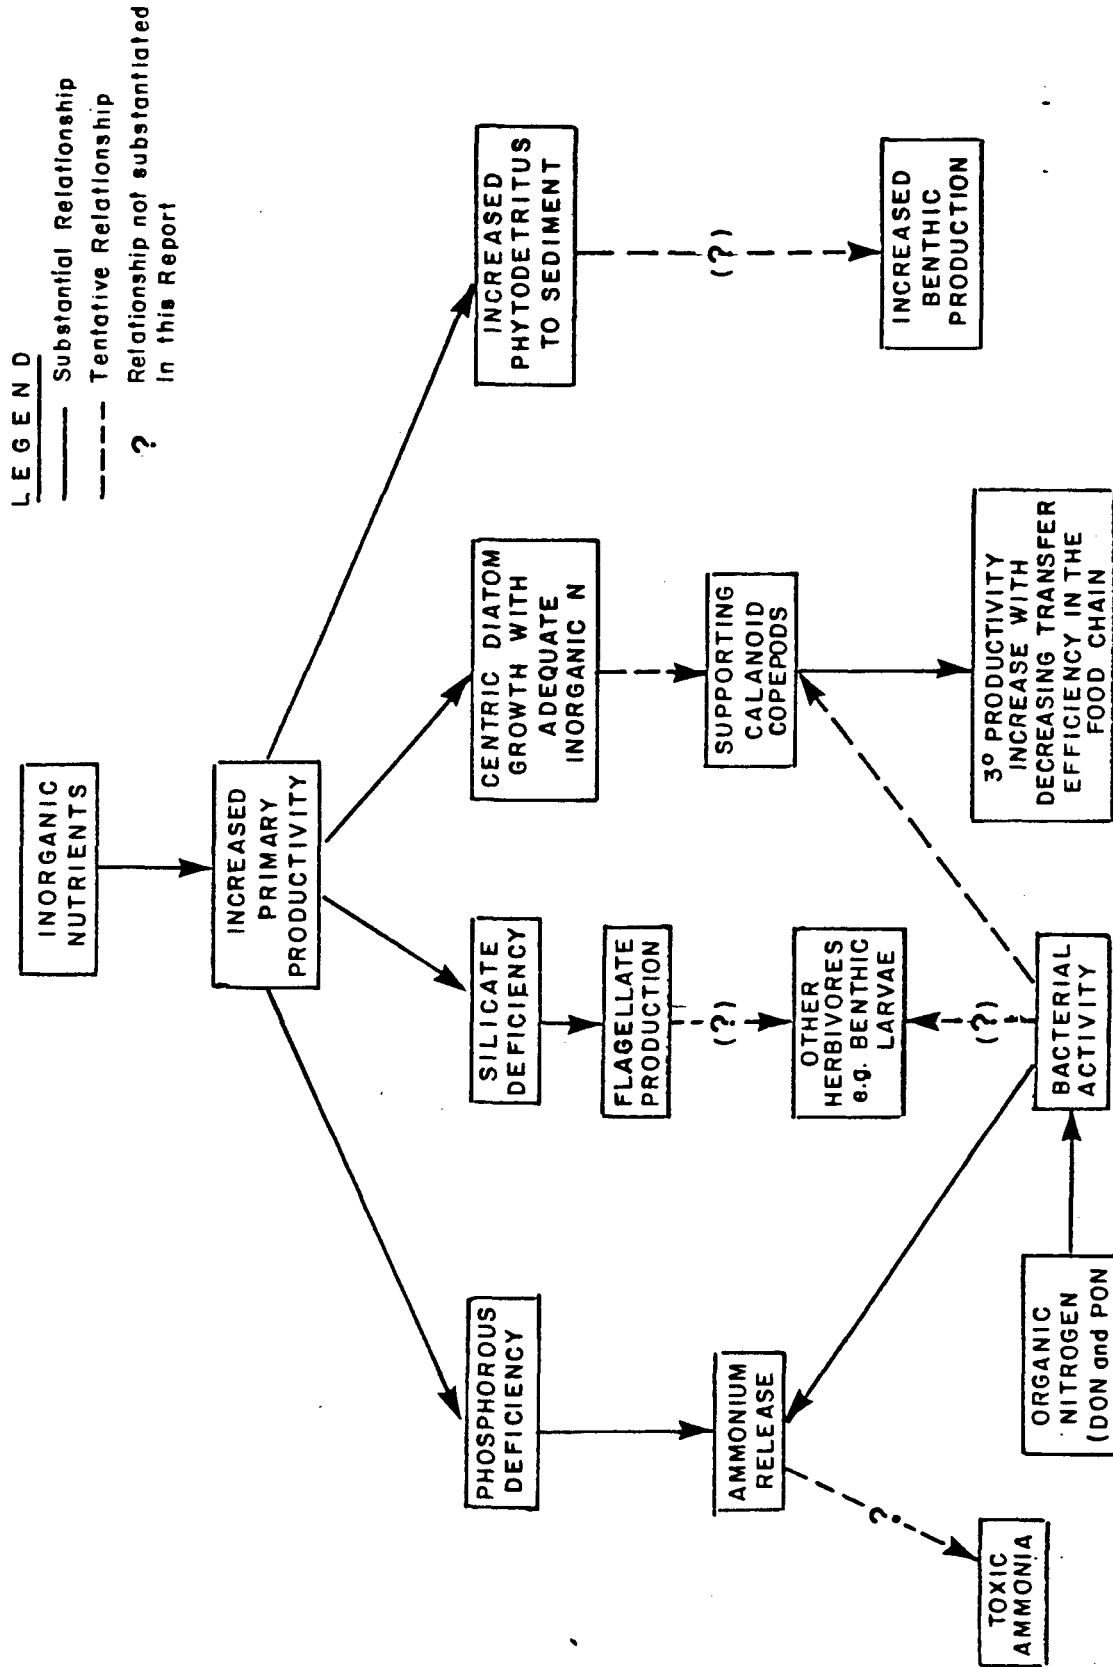 LEGEND
Substantial Relationship
Tentative Relationship
? Relationship not substantiated
In this Report
INORGANIC
NUTRIENTS
INCREASED
PRIMARY
PRODUCTIVITY
PHOSPHOROUS
DEFICIENCY
SILICATE
DEFICIENCY
CENTRIC DIATOM
GROWTH WITH
ADEQUATE
INORGANIC N
INCREASED
PHYTODETRITUS
TO SEDIMENT
FLAGELLATE
PRODUCTION
(?)
(?)
AMMONIUM
RELEASE
OTHER
HERBIVORES
e.g. BENTHIC
LARVAE
SUPPORTING
CALANOID
COPEPODS
INCREASED
BENTHIC
PRODUCTION
?
(?)
TOXIC
AMMONIA
ORGANIC
NITROGEN
(DON and PON
BACTERIAL
ACTIVITY
3° PRODUCTIVITY
INCREASE WITH
DECREASING TRANSFER
EFFICIENCY IN THE
FOOD CHAIN